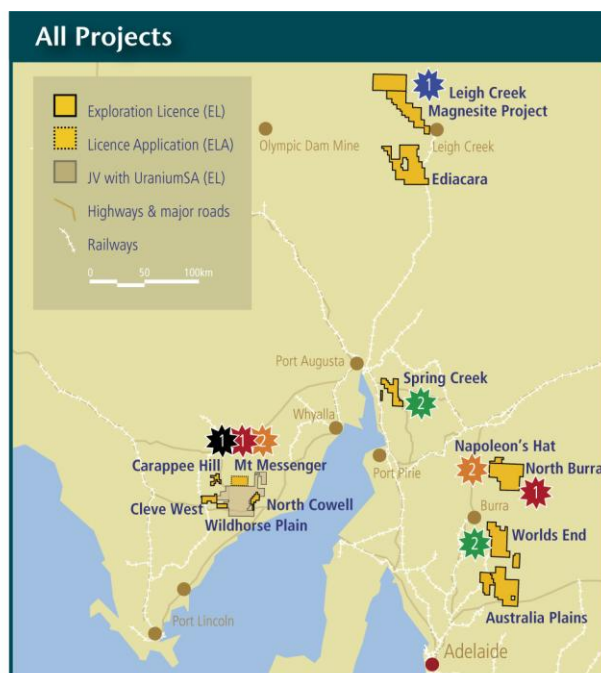 All Projects
Exploration Licence (EL)
Licence Application (ELA)
JV with UraniumSA (EL)
Highways & major roads
Railways
0 50 100km
1
Leigh Creek
Magnesite Project
Olympic Dam Mine
Leigh Creek
Ediacara
Port Augusta
Spring Creek
2
Whyalla
1 1 2
Carappee Hill Mt Messenger
Port Pirie
Napoleon's Hat
2
North Burra
1
Cleve West
North Cowell
Wildhorse Plain
Burra
2
Worlds End
Australia Plains
Port Lincoln
Adelaide